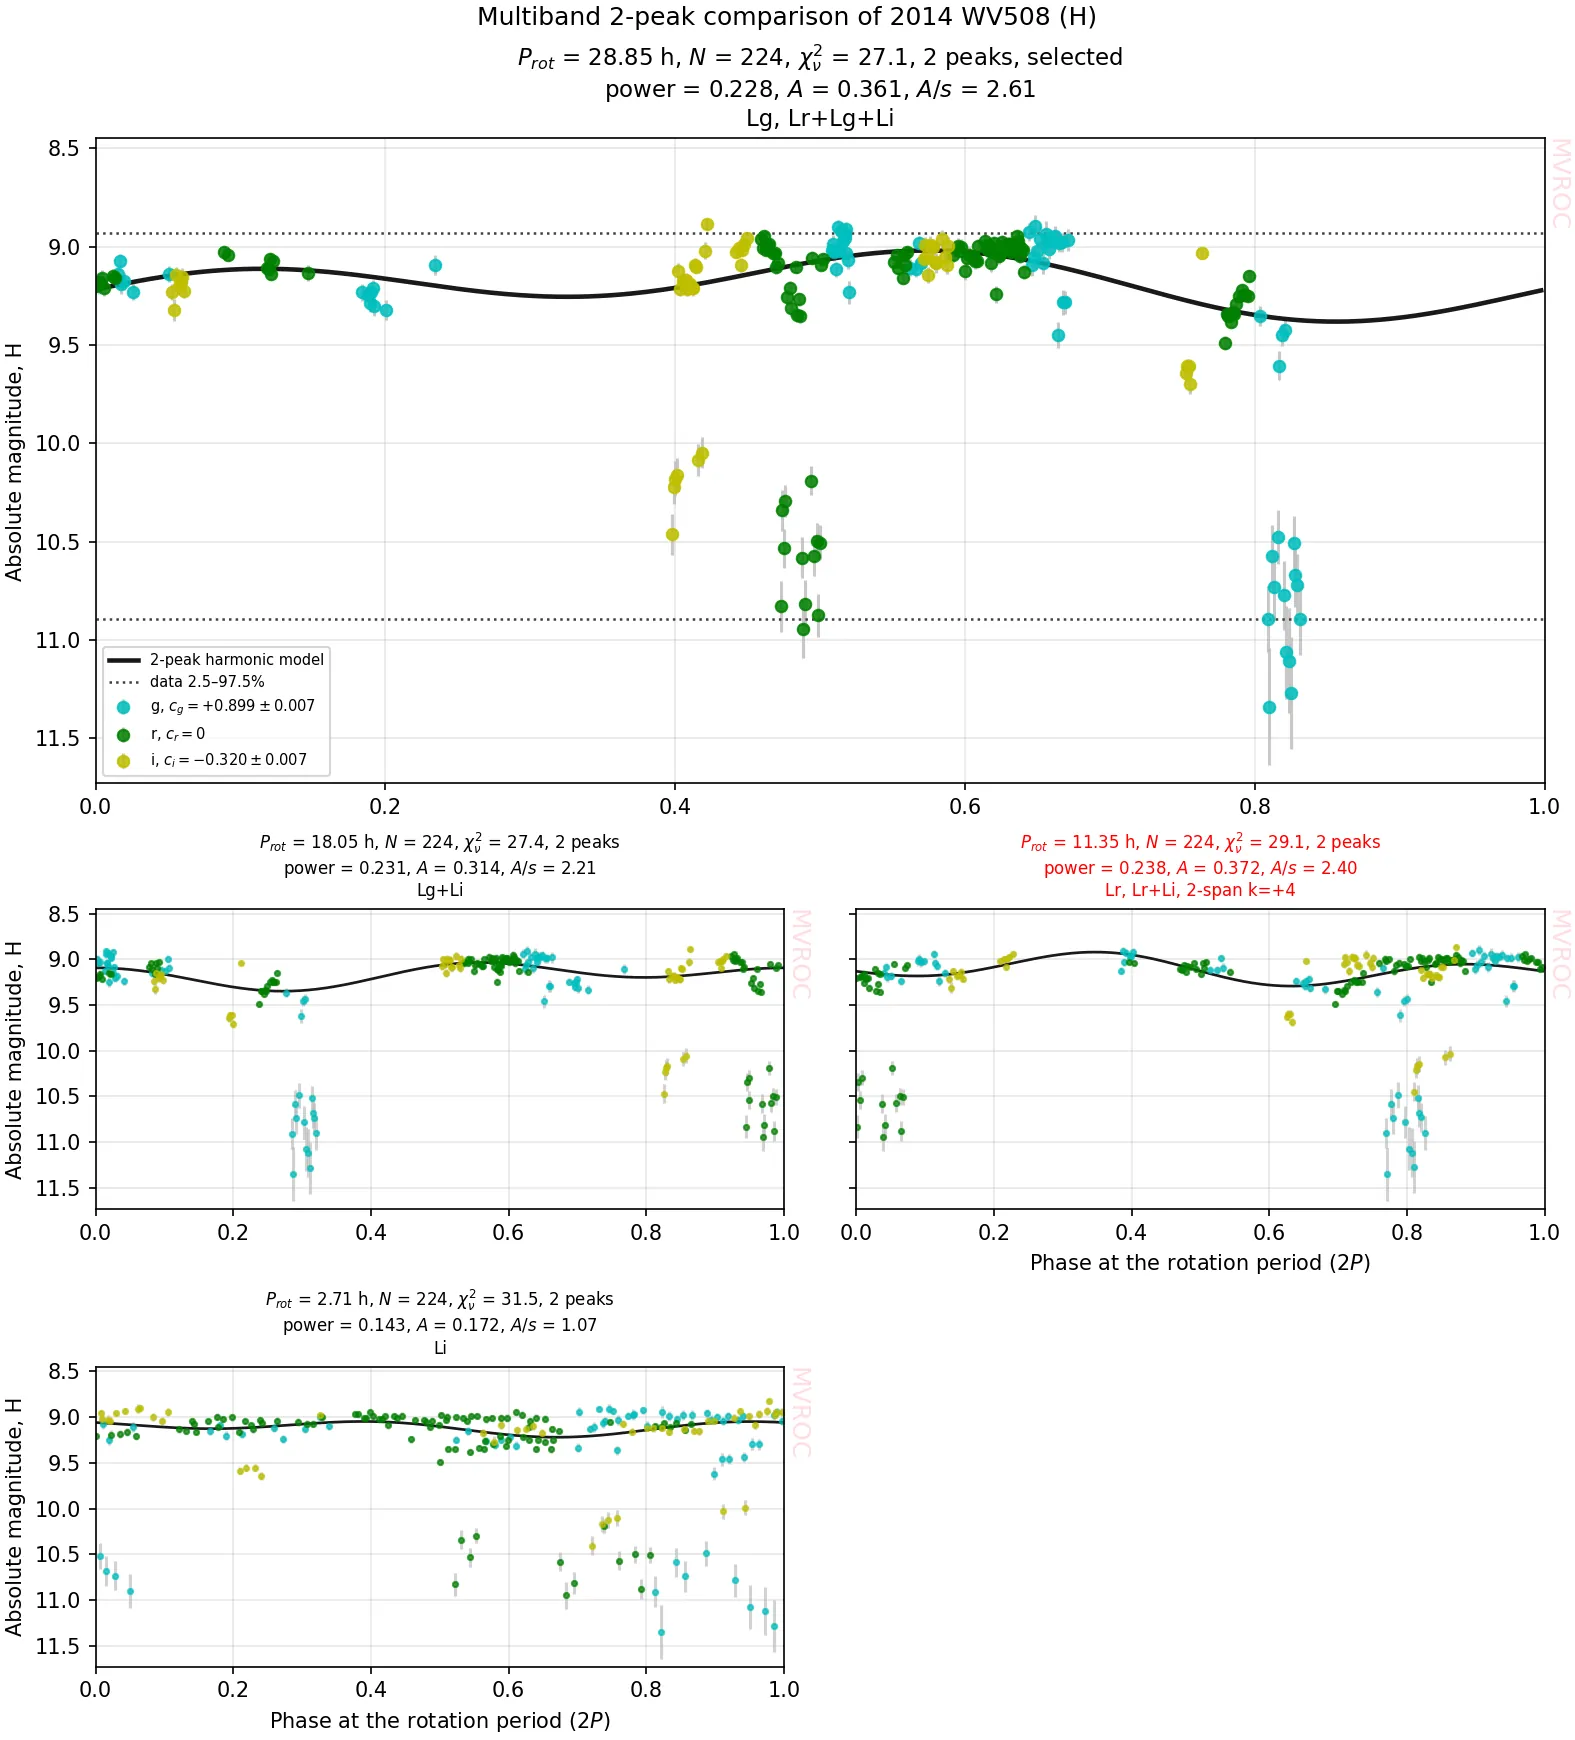 Multiband 2-peak comparison of 2014 WV508 (H)
P_rot = 28.85 h, N = 224, χ²_ν = 27.1, 2 peaks, selected
power = 0.228, A = 0.361, A/s = 2.61
Lg, Lr+Lg+Li
MVROC
8.5
9.0
9.5
10.0
10.5
11.0
11.5
Absolute magnitude, H
2-peak harmonic model
data 2.5–97.5%
g, c_g = +0.899 ± 0.007
r, c_r = 0
i, c_i = −0.320 ± 0.007
0.0 0.2 0.4 0.6 0.8 1.0
P_rot = 18.05 h, N = 224, χ²_ν = 27.4, 2 peaks
power = 0.231, A = 0.314, A/s = 2.21
Lg+Li
MVROC
8.5
9.0
9.5
10.0
10.5
11.0
11.5
Absolute magnitude, H
0.0 0.2 0.4 0.6 0.8 1.0
P_rot = 11.35 h, N = 224, χ²_ν = 29.1, 2 peaks
power = 0.238, A = 0.372, A/s = 2.40
Lr, Lr+Li, 2-span k=+4
MVROC
0.0 0.2 0.4 0.6 0.8 1.0
Phase at the rotation period (2P)
P_rot = 2.71 h, N = 224, χ²_ν = 31.5, 2 peaks
power = 0.143, A = 0.172, A/s = 1.07
Li
MVROC
8.5
9.0
9.5
10.0
10.5
11.0
11.5
Absolute magnitude, H
0.0 0.2 0.4 0.6 0.8 1.0
Phase at the rotation period (2P)